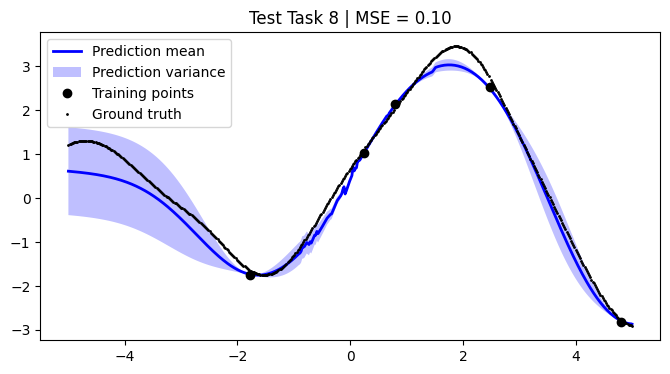 Test Task 8 | MSE = 0.10
Prediction mean
Prediction variance
Training points
Ground truth
3
2
1
0
−1
−2
−3
−4
−2
0
2
4